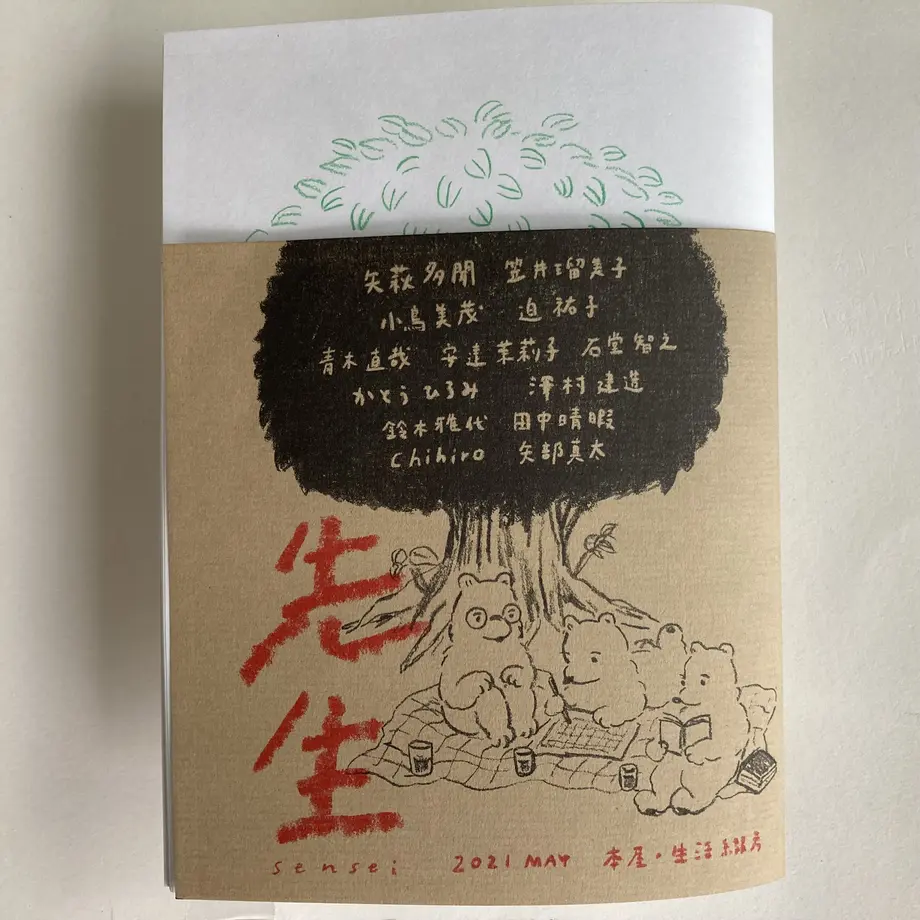 矢萩多聞 笠井瑠美子
小鳥美茂 迫祐子
青木直哉 安達茉莉子 石堂智之
かとうひろみ 澤村建造
鈴木雅代 田中晴暇
chihiro 矢部真太
先生
sensei 2021 MAY 本屋・生活綴方